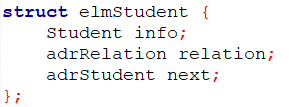 struct elmStudent {
    Student info;
    adrRelation relation;
    adrStudent next;
};